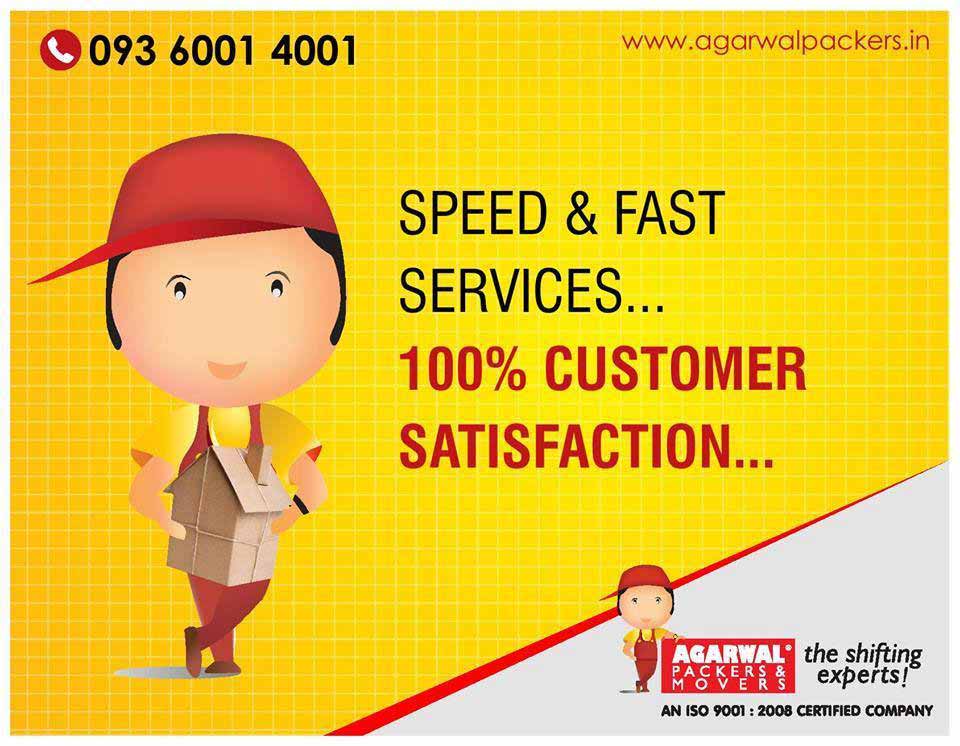 093 6001 4001
www.agarwalpackers.in
SPEED & FAST
SERVICES...
100% CUSTOMER
SATISFACTION...
AGARWAL®
PACKERS &
MOVERS
the shifting
experts!
AN ISO 9001 : 2008 CERTIFIED COMPANY